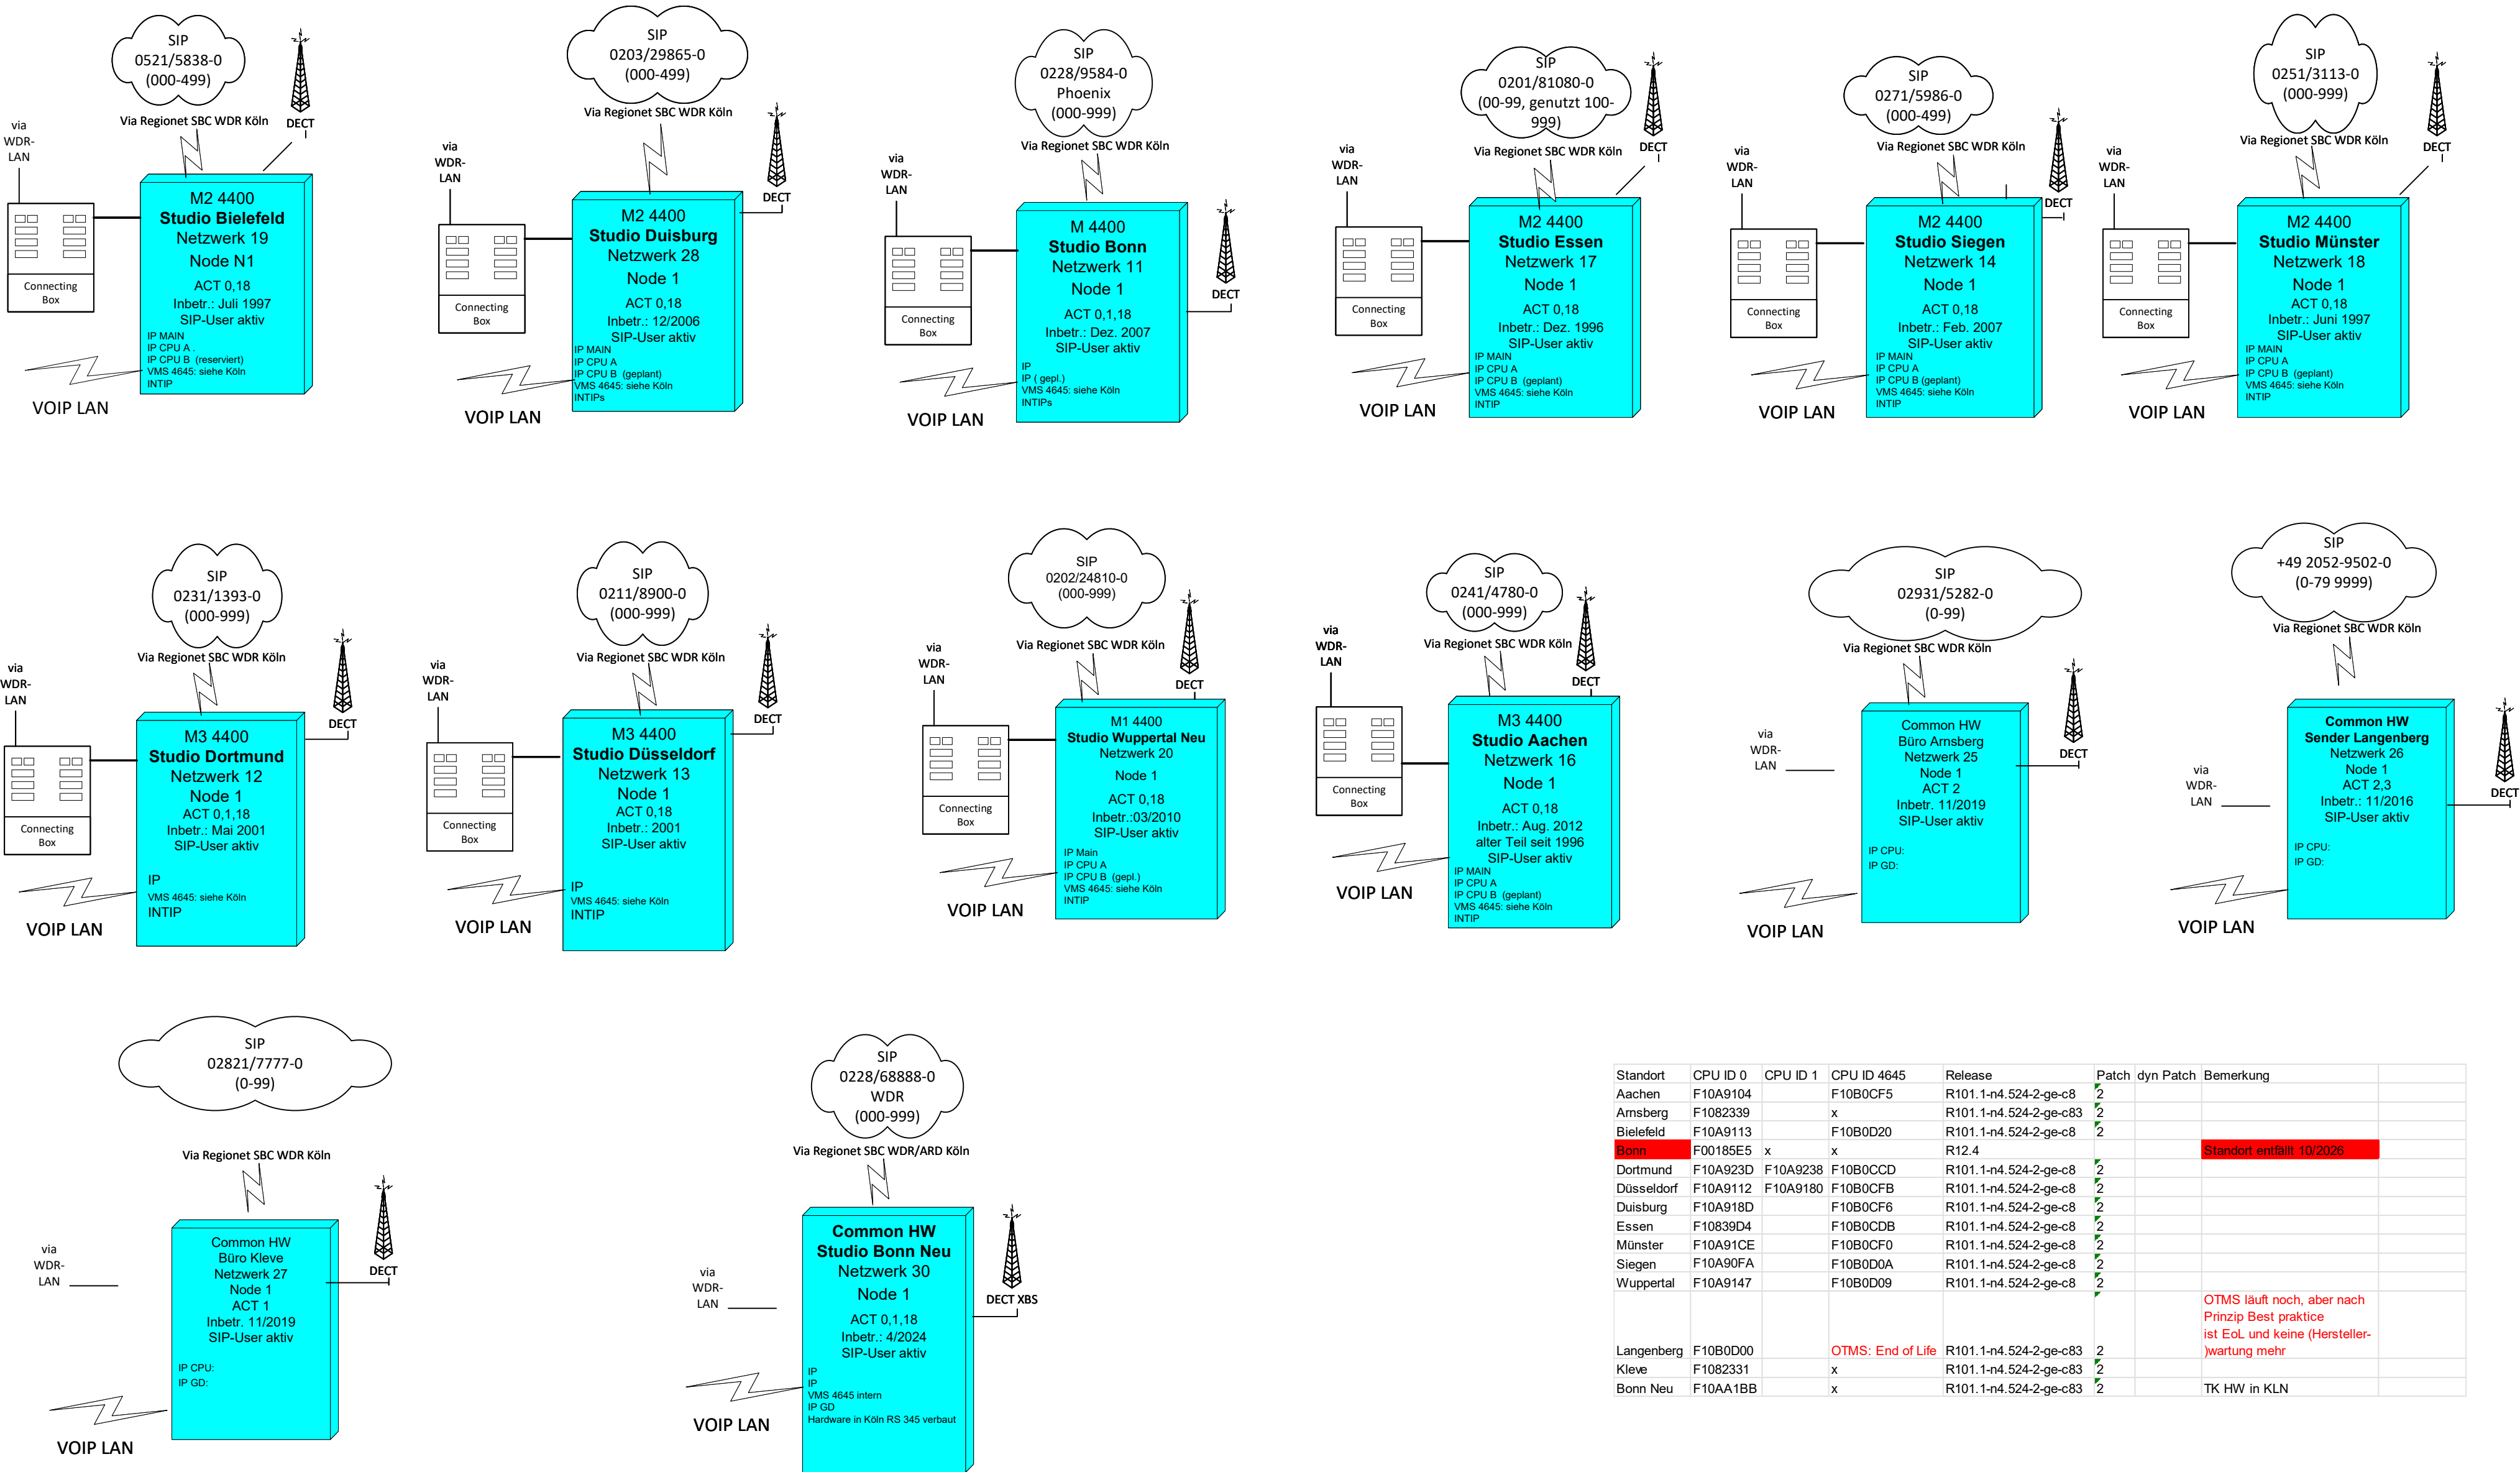 SIP
0521/5838-0
(000-499)
Via Regionet SBC WDR Köln
DECT
via
WDR-
LAN
Connecting
Box
M2 4400
Studio Bielefeld
Netzwerk 19
Node N1
ACT 0,18
Inbetr.: Juli 1997
SIP-User aktiv
IP MAIN
IP CPU A .
IP CPU B  (reserviert)
VMS 4645: siehe Köln
INTIP
VOIP LAN
SIP
0203/29865-0
(000-499)
Via Regionet SBC WDR Köln
DECT
via
WDR-
LAN
Connecting
Box
M2 4400
Studio Duisburg
Netzwerk 28
Node 1
ACT 0,18
Inbetr.: 12/2006
SIP-User aktiv
IP MAIN
IP CPU A
IP CPU B  (geplant)
VMS 4645: siehe Köln
INTIPs
VOIP LAN
SIP
0228/9584-0
Phoenix
(000-999)
Via Regionet SBC WDR Köln
DECT
via
WDR-
LAN
Connecting
Box
M 4400
Studio Bonn
Netzwerk 11
Node 1
ACT 0,1,18
Inbetr.: Dez. 2007
SIP-User aktiv
IP
IP ( gepl.)
VMS 4645: siehe Köln
INTIPs
VOIP LAN
SIP
0201/81080-0
(00-99, genutzt 100-
999)
Via Regionet SBC WDR Köln
DECT
via
WDR-
LAN
Connecting
Box
M2 4400
Studio Essen
Netzwerk 17
Node 1
ACT 0,18
Inbetr.: Dez. 1996
SIP-User aktiv
IP MAIN
IP CPU A
IP CPU B  (geplant)
VMS 4645: siehe Köln
INTIP
VOIP LAN
SIP
0271/5986-0
(000-499)
Via Regionet SBC WDR Köln
DECT
via
WDR-
LAN
Connecting
Box
M2 4400
Studio Siegen
Netzwerk 14
Node 1
ACT 0,18
Inbetr.: Feb. 2007
SIP-User aktiv
IP MAIN
IP CPU A
IP CPU B (geplant)
VMS 4645: siehe Köln
INTIP
VOIP LAN
SIP
0251/3113-0
(000-999)
Via Regionet SBC WDR Köln
DECT
via
WDR-
LAN
Connecting
Box
M2 4400
Studio Münster
Netzwerk 18
Node 1
ACT 0,18
Inbetr.: Juni 1997
SIP-User aktiv
IP MAIN
IP CPU A
IP CPU B  (geplant)
VMS 4645: siehe Köln
INTIP
VOIP LAN
SIP
0231/1393-0
(000-999)
Via Regionet SBC WDR Köln
DECT
via
WDR-
LAN
Connecting
Box
M3 4400
Studio Dortmund
Netzwerk 12
Node 1
ACT 0,1,18
Inbetr.: Mai 2001
SIP-User aktiv
IP
VMS 4645: siehe Köln
INTIP
VOIP LAN
SIP
0211/8900-0
(000-999)
Via Regionet SBC WDR Köln
DECT
via
WDR-
LAN
Connecting
Box
M3 4400
Studio Düsseldorf
Netzwerk 13
Node 1
ACT 0,18
Inbetr.: 2001
SIP-User aktiv
IP
VMS 4645: siehe Köln
INTIP
VOIP LAN
SIP
0202/24810-0
(000-999)
Via Regionet SBC WDR Köln
DECT
via
WDR-
LAN
Connecting
Box
M1 4400
Studio Wuppertal Neu
Netzwerk 20
Node 1
ACT 0,18
Inbetr.:03/2010
SIP-User aktiv
IP Main
IP CPU A
IP CPU B  (gepl.)
VMS 4645: siehe Köln
INTIP
VOIP LAN
SIP
0241/4780-0
(000-999)
Via Regionet SBC WDR Köln
DECT
via
WDR-
LAN
Connecting
Box
M3 4400
Studio Aachen
Netzwerk 16
Node 1
ACT 0,18
Inbetr.: Aug. 2012
alter Teil seit 1996
SIP-User aktiv
IP MAIN
IP CPU A
IP CPU B  (geplant)
VMS 4645: siehe Köln
INTIP
VOIP LAN
SIP
02931/5282-0
(0-99)
Via Regionet SBC WDR Köln
DECT
via
WDR-
LAN
Common HW
Büro Arnsberg
Netzwerk 25
Node 1
ACT 2
Inbetr. 11/2019
SIP-User aktiv
IP CPU:
IP GD:
VOIP LAN
SIP
+49 2052-9502-0
(0-79 9999)
Via Regionet SBC WDR Köln
DECT
via
WDR-
LAN
Common HW
Sender Langenberg
Netzwerk 26
Node 1
ACT 2,3
Inbetr.: 11/2016
SIP-User aktiv
IP CPU:
IP GD:
VOIP LAN
SIP
02821/7777-0
(0-99)
Via Regionet SBC WDR Köln
DECT
via
WDR-
LAN
Common HW
Büro Kleve
Netzwerk 27
Node 1
ACT 1
Inbetr. 11/2019
SIP-User aktiv
IP CPU:
IP GD:
VOIP LAN
SIP
0228/68888-0
WDR
(000-999)
Via Regionet SBC WDR/ARD Köln
DECT XBS
via
WDR-
LAN
Common HW
Studio Bonn Neu
Netzwerk 30
Node 1
ACT 0,1,18
Inbetr.: 4/2024
SIP-User aktiv
IP
IP
VMS 4645 intern
IP GD
Hardware in Köln RS 345 verbaut
VOIP LAN
Standort CPU ID 0 CPU ID 1 CPU ID 4645 Release Patch dyn Patch Bemerkung
Aachen F10A9104 F10B0CF5 R101.1-n4.524-2-ge-c8 2
Arnsberg F1082339 x R101.1-n4.524-2-ge-c83 2
Bielefeld F10A9113 F10B0D20 R101.1-n4.524-2-ge-c8 2
Bonn F00185E5 x x R12.4 Standort entfällt 10/2026
Dortmund F10A923D F10A9238 F10B0CCD R101.1-n4.524-2-ge-c8 2
Düsseldorf F10A9112 F10A9180 F10B0CFB R101.1-n4.524-2-ge-c8 2
Duisburg F10A918D F10B0CF6 R101.1-n4.524-2-ge-c8 2
Essen F10839D4 F10B0CDB R101.1-n4.524-2-ge-c8 2
Münster F10A91CE F10B0CF0 R101.1-n4.524-2-ge-c8 2
Siegen F10A90FA F10B0D0A R101.1-n4.524-2-ge-c8 2
Wuppertal F10A9147 F10B0D09 R101.1-n4.524-2-ge-c8 2
OTMS läuft noch, aber nach
Prinzip Best praktice
ist EoL und keine (Hersteller-
Langenberg F10B0D00 OTMS: End of Life R101.1-n4.524-2-ge-c83 2 )wartung mehr
Kleve F1082331 x R101.1-n4.524-2-ge-c83 2
Bonn Neu F10AA1BB x R101.1-n4.524-2-ge-c83 2 TK HW in KLN